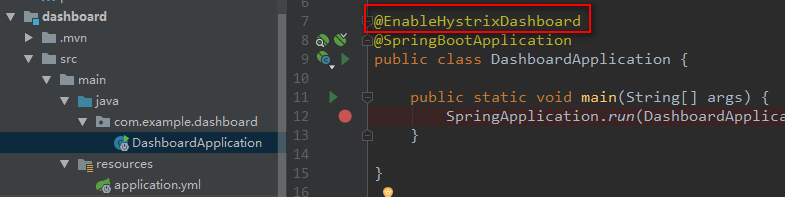 dashboard
.mvn
src
main
java
com.example.dashboard
DashboardApplication
resources
application.yml
7 @EnableHystrixDashboard
8 @SpringBootApplication
9 public class DashboardApplication {
10
11 public static void main(String[] args) {
12 SpringApplication.run(DashboardApplica
13 }
14
15 }
16